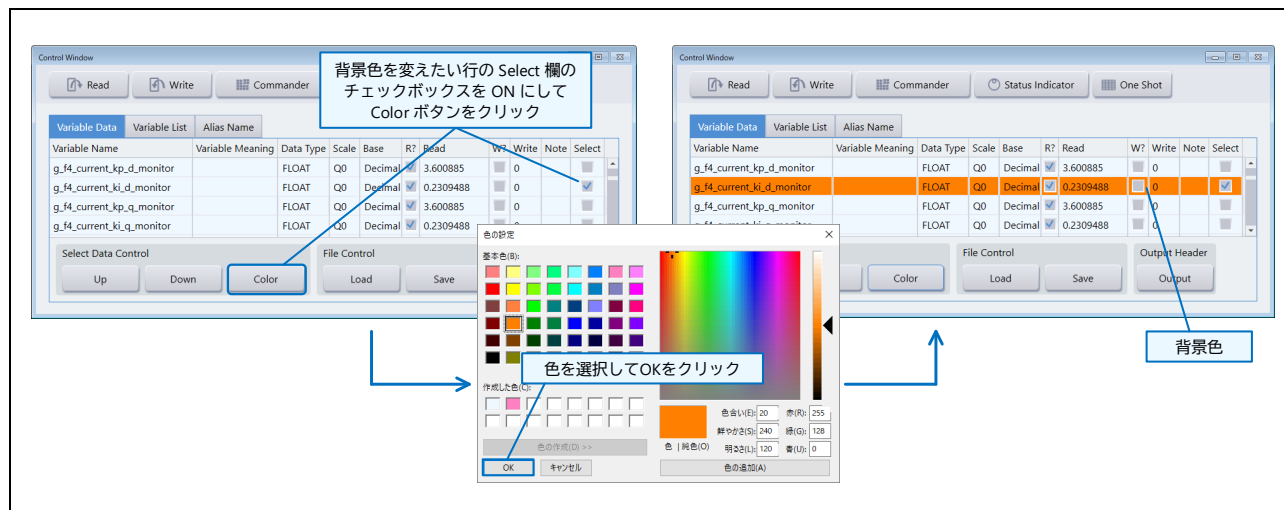 Control Window
Read Write Commander
背景色を変えたい行の Select 欄の
チェックボックスを ON にして
Color ボタンをクリック
Variable Data Variable List Alias Name
Variable Name Variable Meaning Data Type Scale Base R? Read W? Write Note Select
g_f4_current_kp_d_monitor FLOAT Q0 Decimal 3.600885 0
g_f4_current_ki_d_monitor FLOAT Q0 Decimal 0.2309488 0
g_f4_current_kp_q_monitor FLOAT Q0 Decimal 3.600885 0
g_f4_current_ki_q_monitor FLOAT Q0 Decimal 0.2309488 0
Select Data Control File Control
Up Down Color Load Save
Control Window
Read Write Commander Status Indicator One Shot
Variable Data Variable List Alias Name
Variable Name Variable Meaning Data Type Scale Base R? Read W? Write Note Select
g_f4_current_kp_d_monitor FLOAT Q0 Decimal 3.600885 0
g_f4_current_ki_d_monitor FLOAT Q0 Decimal 0.2309488 0
g_f4_current_kp_q_monitor FLOAT Q0 Decimal 3.600885 0
g_f4_current_ki_q_monitor FLOAT Q0 Decimal 0.2309488 0
File Control Output Header
Color Load Save Output
背景色
色の設定
基本色(B):
色を選択してOKをクリック
作成した色(C):
色の作成(D) >>
OK キャンセル
色 | 純色(O)
色合い(E): 20 赤(R): 255
鮮やかさ(S): 240 緑(G): 128
明るさ(L): 120 青(U): 0
色の追加(A)